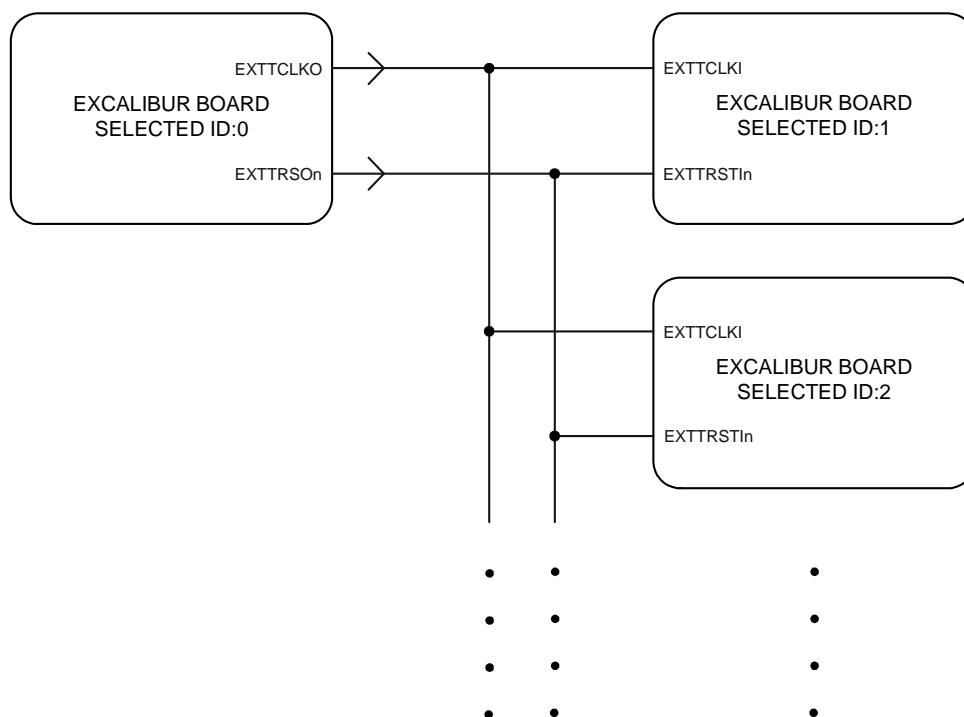 EXTTCLKO
EXCALIBUR BOARD
SELECTED ID:0
EXTTRSOn
EXTTCLKI
EXCALIBUR BOARD
SELECTED ID:1
EXTTRSTIn
EXTTCLKI
EXCALIBUR BOARD
SELECTED ID:2
EXTTRSTIn